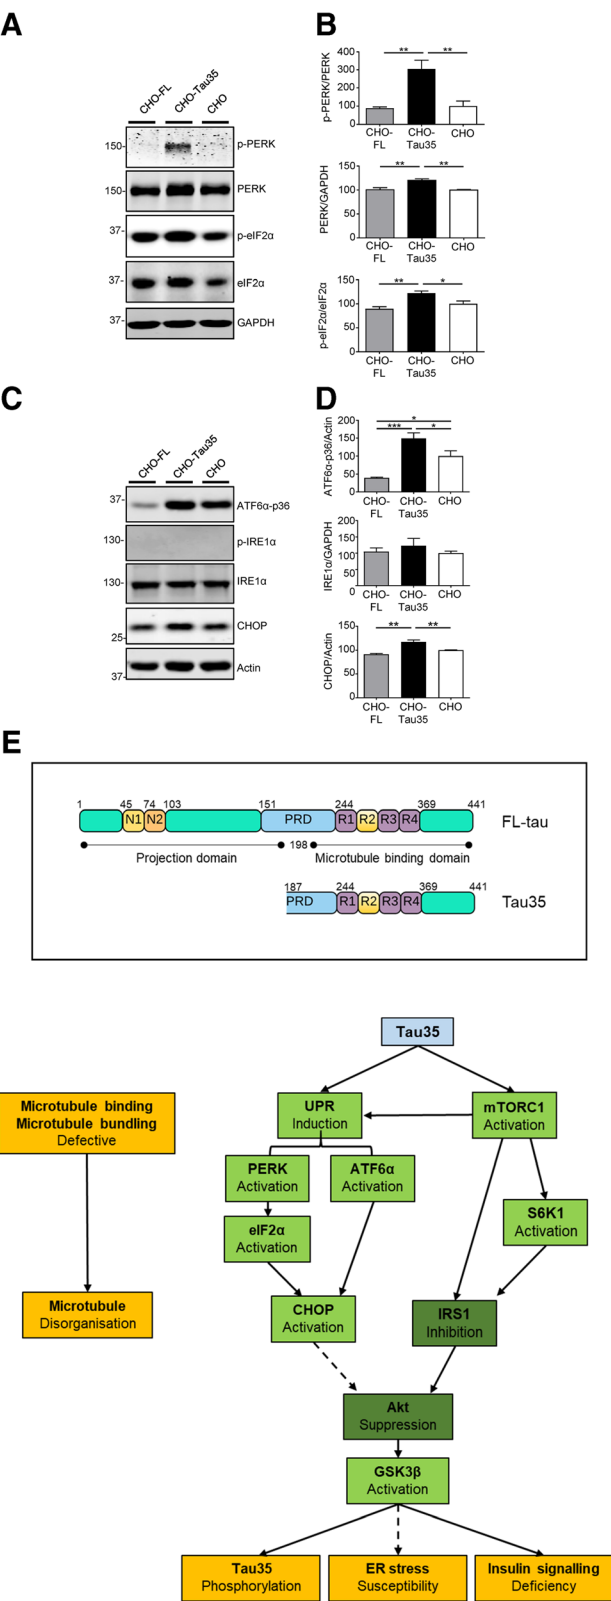 A
CHO-FL
CHO-Tau35
CHO
150-
p-PERK
150-
PERK
37-
p-eIF2α
37-
eIF2α
37-
GAPDH
B
p-PERK/PERK
400
300
200
100
0
**
**
CHO-
FL
CHO-
Tau35
CHO
PERK/GAPDH
150
100
50
0
**
**
CHO-
FL
CHO-
Tau35
CHO
p-eIF2α/eIF2α
150
100
50
0
**
*
CHO-
FL
CHO-
Tau35
CHO
C
CHO-FL
CHO-Tau35
CHO
37-
ATF6α-p36
130-
p-IRE1α
130-
IRE1α
CHOP
25-
Actin
37-
D
ATF6α-p36/Actin
200
150
100
50
0
*
***
*
CHO-
FL
CHO-
Tau35
CHO
IRE1α/GAPDH
200
150
100
50
0
CHO-
FL
CHO-
Tau35
CHO
CHOP/Actin
150
100
50
0
**
**
CHO-
FL
CHO-
Tau35
CHO
E
1 45 74 103 151 244 369 441
N1 N2 PRD R1 R2 R3 R4
FL-tau
198
Projection domain
Microtubule binding domain
187 244 369 441
PRD R1 R2 R3 R4
Tau35
Tau35
Microtubule binding
Microtubule bundling
Defective
UPR
Induction
mTORC1
Activation
PERK
Activation
ATF6α
Activation
S6K1
Activation
eIF2α
Activation
Microtubule
Disorganisation
CHOP
Activation
IRS1
Inhibition
Akt
Suppression
GSK3β
Activation
Tau35
Phosphorylation
ER stress
Susceptibility
Insulin signalling
Deficiency